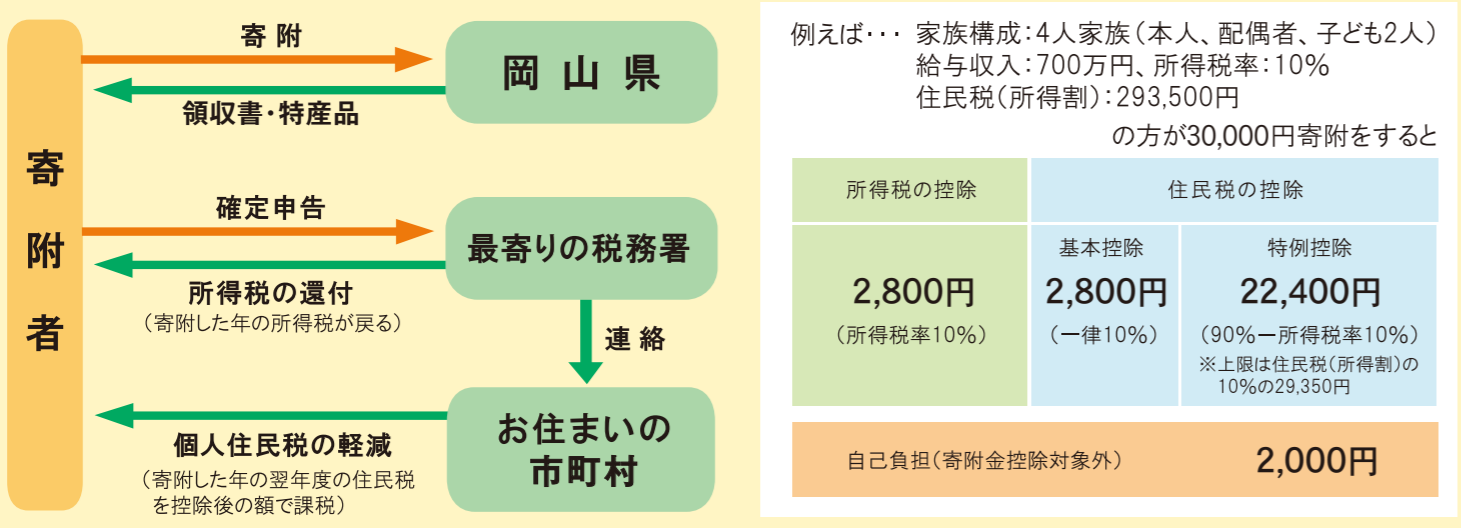 寄附者
寄附
岡山県
領収書・特産品
確定申告
最寄りの税務署
所得税の還付
（寄附した年の所得税が戻る）
連絡
お住まいの
市町村
個人住民税の軽減
（寄附した年の翌年度の住民税
を控除後の額で課税）
例えば・・・ 家族構成：4人家族（本人、配偶者、子ども2人）
給与収入：700万円、所得税率：10%
住民税（所得割）：293,500円
の方が30,000円寄附をすると
所得税の控除 住民税の控除
基本控除 特例控除
2,800円 2,800円 22,400円
（所得税率10%） （一律10%） （90%ー所得税率10%）
※上限は住民税（所得割）の
10%の29,350円
自己負担（寄附金控除対象外） 2,000円